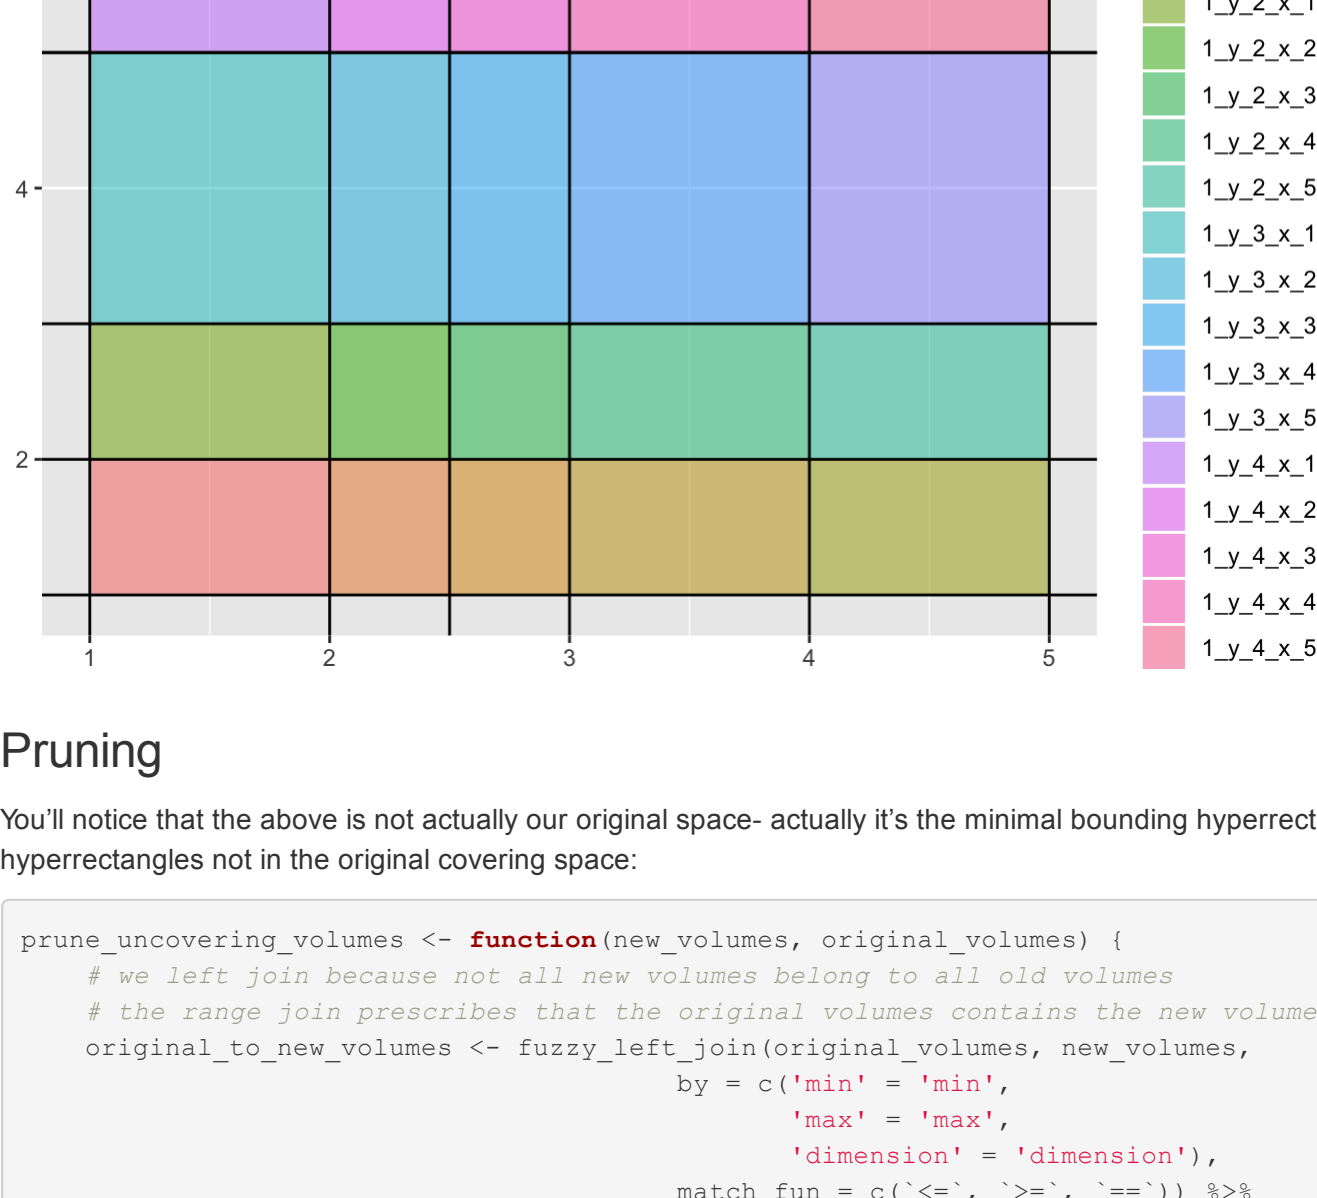 1_y_2_x_1
1_y_2_x_2
1_y_2_x_3
1_y_2_x_4
1_y_2_x_5
1_y_3_x_1
1_y_3_x_2
1_y_3_x_3
1_y_3_x_4
1_y_3_x_5
1_y_4_x_1
1_y_4_x_2
1_y_4_x_3
1_y_4_x_4
1_y_4_x_5
4
2
1 2 3 4 5
Pruning
You’ll notice that the above is not actually our original space- actually it’s the minimal bounding hyperrect
hyperrectangles not in the original covering space:
prune_uncovering_volumes <- function(new_volumes, original_volumes) {
# we left join because not all new volumes belong to all old volumes
# the range join prescribes that the original volumes contains the new volume
original_to_new_volumes <- fuzzy_left_join(original_volumes, new_volumes,
by = c('min' = 'min',
'max' = 'max',
'dimension' = 'dimension'),
match_fun = c(`<=`, `>=`, `==`)) %>%